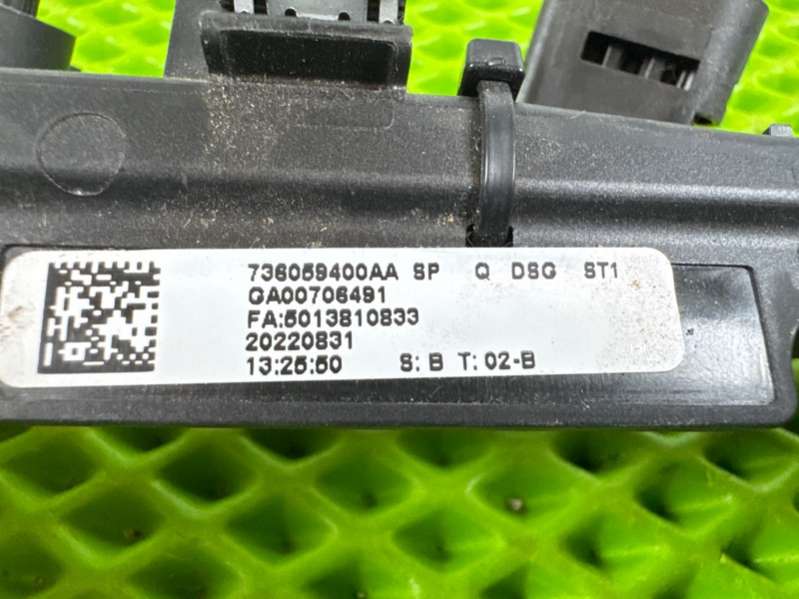 736059400AA SP Q DSG ST1
GA00706491
FA:5013810833
20220831
13:25:50 S: B T: 02-B